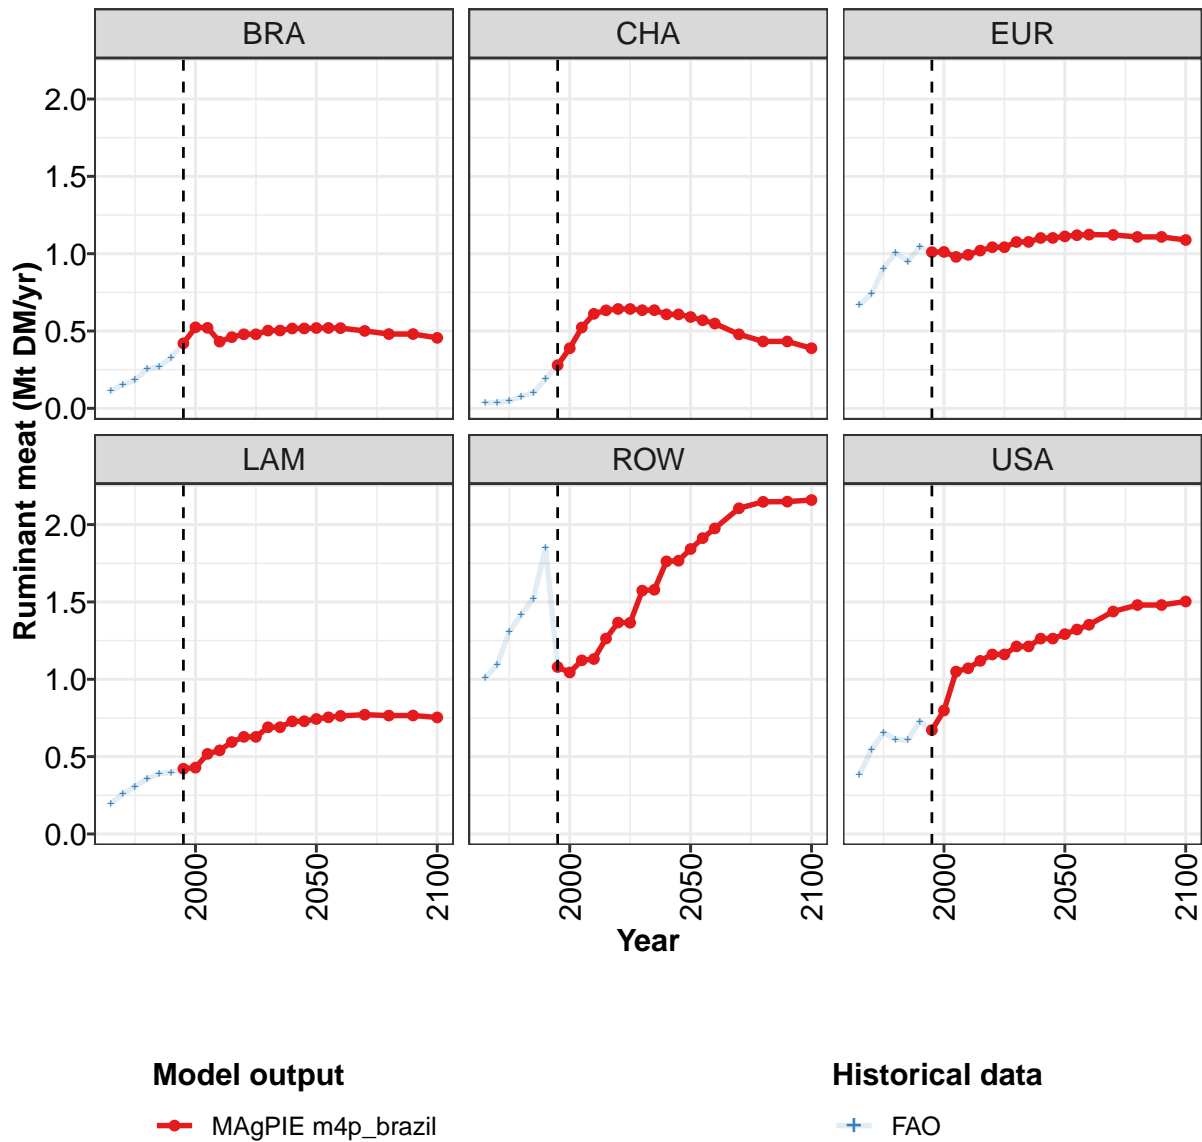 BRA CHA EUR
2.0
1.5
1.0
0.5
0.0
LAM ROW USA
2.0
1.5
1.0
0.5
0.0
Ruminant meat (Mt DM/yr)
2000 2050 2100 2000 2050 2100 2000 2050 2100
Year
Model output Historical data
MAgPIE m4p_brazil FAO